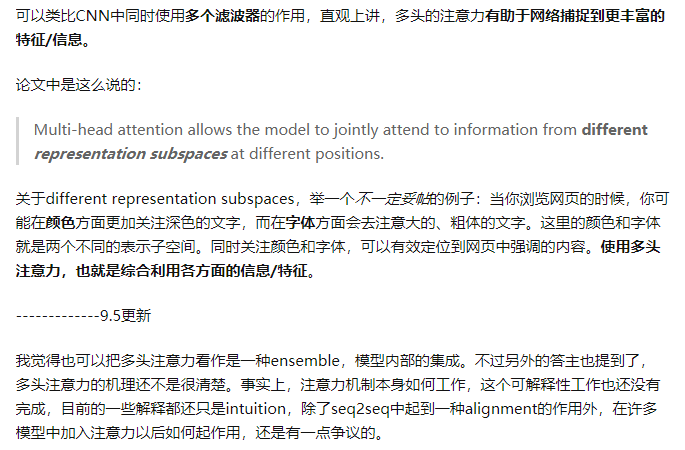 可以类比CNN中同时使用多个滤波器的作用，直观上讲，多头的注意力有助于网络捕捉到更丰富的
特征/信息。
论文中是这么说的：
Multi-head attention allows the model to jointly attend to information from different
representation subspaces at different positions.
关于different representation subspaces，举一个不一定妥帖的例子：当你浏览网页的时候，你可
能在颜色方面更加关注深色的文字，而在字体方面会去注意大的、粗体的文字。这里的颜色和字体
就是两个不同的表示子空间。同时关注颜色和字体，可以有效定位到网页中强调的内容。使用多头
注意力，也就是综合利用各方面的信息/特征。
-------------9.5更新
我觉得也可以把多头注意力看作是一种ensemble，模型内部的集成。不过另外的答主也提到了，
多头注意力的机理还不是很清楚。事实上，注意力机制本身如何工作，这个可解释性工作也还没有
完成，目前的一些解释都还只是intuition，除了seq2seq中起到一种alignment的作用外，在许多
模型中加入注意力以后如何起作用，还是有一点争议的。